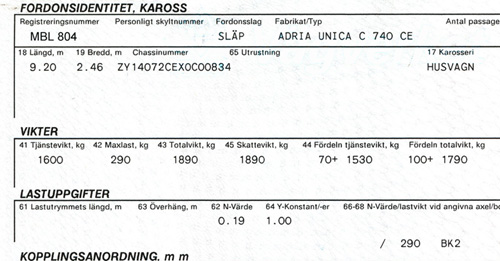 FORDONSIDENTITET, KAROSS
Registreringsnummer Personligt skyltnummer Fordonsslag Fabrikat/Typ Antal passage
MBL 804 SLÄP ADRIA UNICA C 740 CE
18 Längd, m 19 Bredd, m Chassinummer 65 Utrustning 17 Karosseri
9.20 2.46 ZY14072CEX0C00834 HUSVAGN
VIKTER
41 Tjänstevikt, kg 42 Maxlast, kg 43 Totalvikt, kg 45 Skattevikt, kg 44 Fördeln tjänstevikt, kg Fördeln totalvikt, kg
1600 290 1890 1890 70+ 1530 100+ 1790
LASTUPPGIFTER
61 Lastutrymmets längd, m 63 Överhäng, m 62 N-Värde 64 Y-Konstant/-er 66-68 N-Värde/lastvikt vid angivna axel/bo
0.19 1.00
/ 290 BK2
KOPPLINGSANORDNING, m m